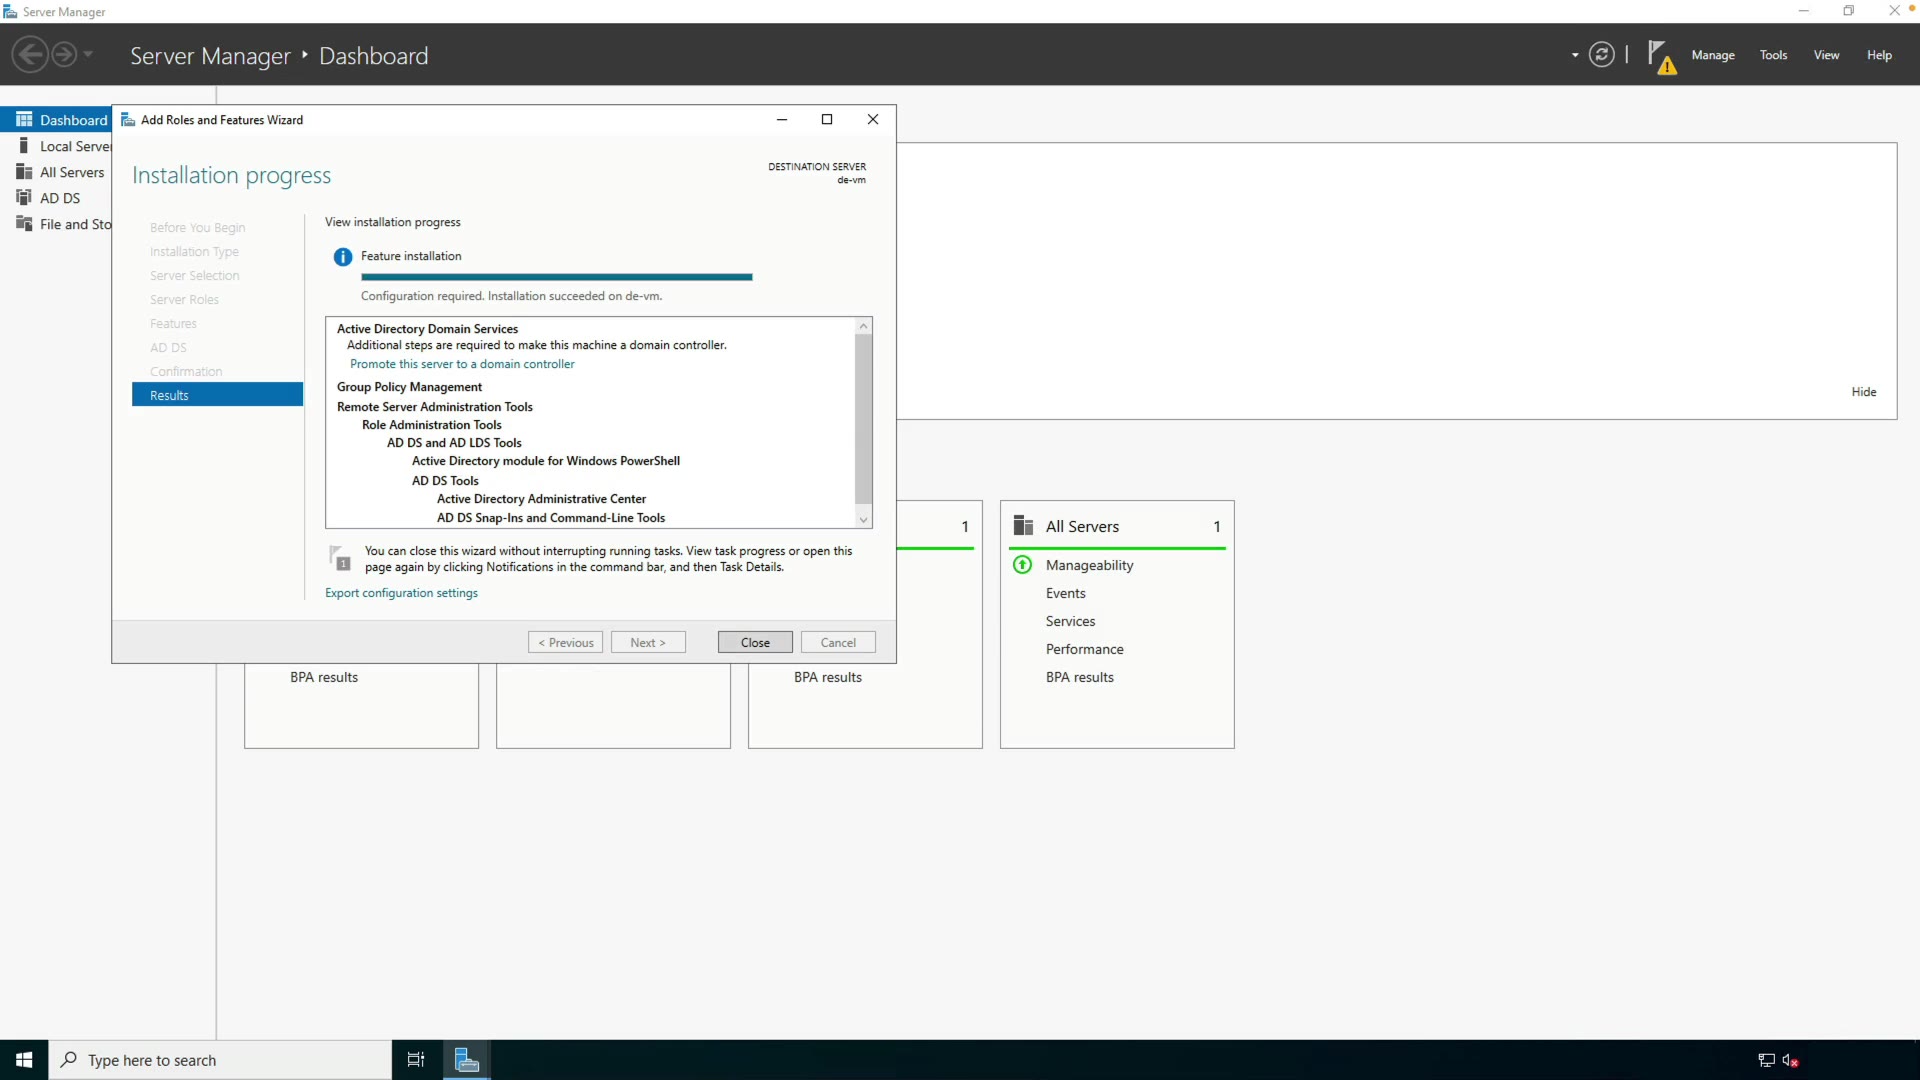 Server Manager
Server Manager ‣ Dashboard
Manage
Tools
View
Help
Dashboard
Local Server
All Servers
AD DS
File and Sto
Add Roles and Features Wizard
Installation progress
DESTINATION SERVER
de-vm
Before You Begin
Installation Type
Server Selection
Server Roles
Features
AD DS
Confirmation
Results
View installation progress
Feature installation
Configuration required. Installation succeeded on de-vm.
Active Directory Domain Services
Additional steps are required to make this machine a domain controller.
Promote this server to a domain controller
Group Policy Management
Remote Server Administration Tools
Role Administration Tools
AD DS and AD LDS Tools
Active Directory module for Windows PowerShell
AD DS Tools
Active Directory Administrative Center
AD DS Snap-Ins and Command-Line Tools
1
You can close this wizard without interrupting running tasks. View task progress or open this
page again by clicking Notifications in the command bar, and then Task Details.
Export configuration settings
< Previous
Next >
Close
Cancel
Hide
1
All Servers 1
Manageability
Events
Services
Performance
BPA results
BPA results
BPA results
Type here to search